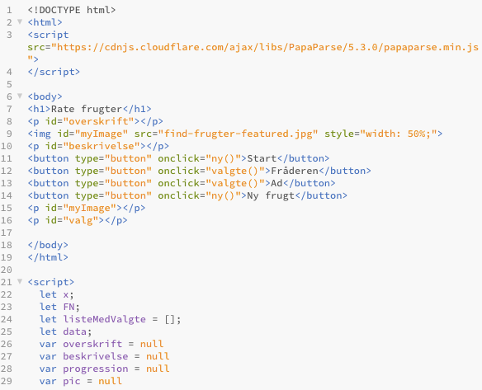 1 <!DOCTYPE html>
2 <html>
3 <script
src="https://cdnjs.cloudflare.com/ajax/libs/PapaParse/5.3.0/papaparse.min.js
">
4 </script>
5
6 <body>
7 <h1>Rate frugter</h1>
8 <p id="overskrift"></p>
9 <img id="myImage" src="find-frugter-featured.jpg" style="width: 50%;">
10 <p id="beskrivelse"></p>
11 <button type="button" onclick="ny()">Start</button>
12 <button type="button" onclick="valgte()">Fråderen</button>
13 <button type="button" onclick="valgte()">Ad</button>
14 <button type="button" onclick="ny()">Ny frugt</button>
15 <p id="myImage"></p>
16 <p id="valg"></p>
17
18 </body>
19 </html>
20
21 <script>
22 let x;
23 let FN;
24 let listeMedValgte = [];
25 let data;
26 var overskrift = null
27 var beskrivelse = null
28 var progression = null
29 var pic = null